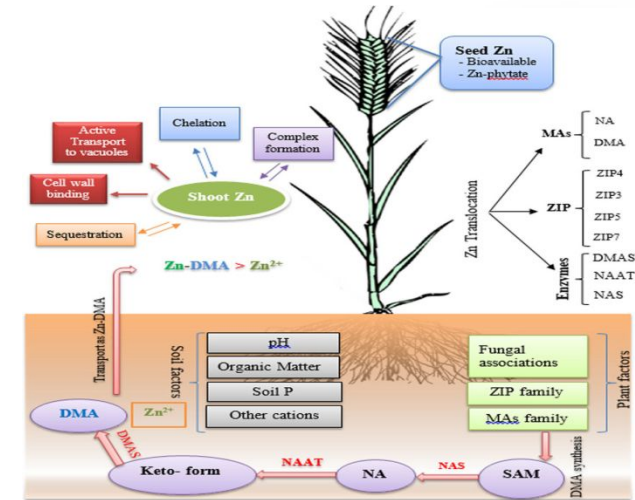 Seed Zn
- Bioavailable
- Zn-phytate
Active
Transport
to vacuoles
Chelation
Complex
formation
Cell wall
binding
Shoot Zn
Sequestration
Zn-DMA > Zn²⁺
Zn Translocation
MAs
NA
DMA
ZIP
ZIP4
ZIP3
ZIP5
ZIP7
Enzymes
DMAS
NAAT
NAS
Transport as Zn-DMA
Soil factors
pH
Organic Matter
Soil P
Other cations
Fungal
associations
ZIP family
MAs family
Plant factors
DMA
Zn²⁺
DMAS
Keto- form
NAAT
NA
NAS
SAM
DMA synthesis